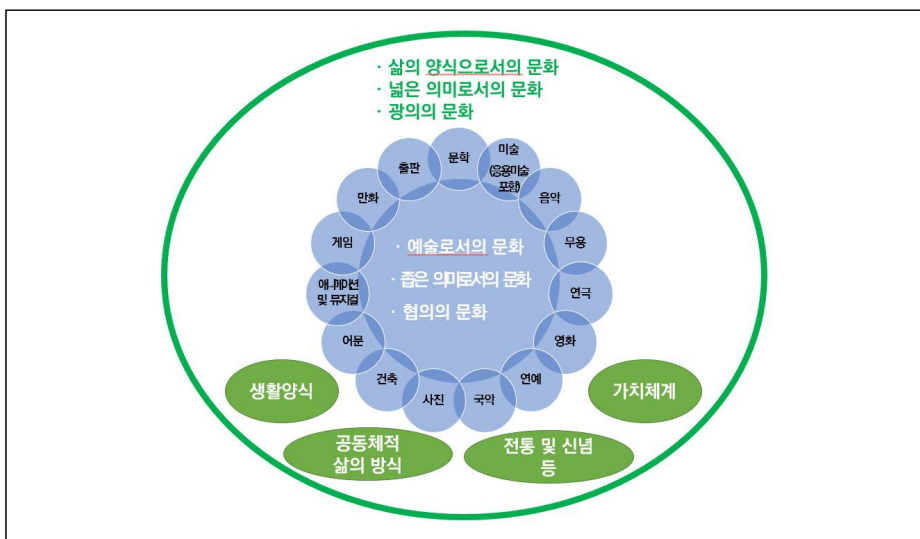 · 삶의 양식으로서의 문화
· 넓은 의미로서의 문화
· 광의의 문화
문학
미술
(응용미술
포함)
음악
무용
연극
영화
연예
국악
사진
건축
어문
애니메이션
및 뮤지컬
게임
만화
출판
· 예술로서의 문화
· 좁은 의미로서의 문화
· 협의의 문화
생활양식
공동체적
삶의 방식
전통 및 신념
등
가치체계